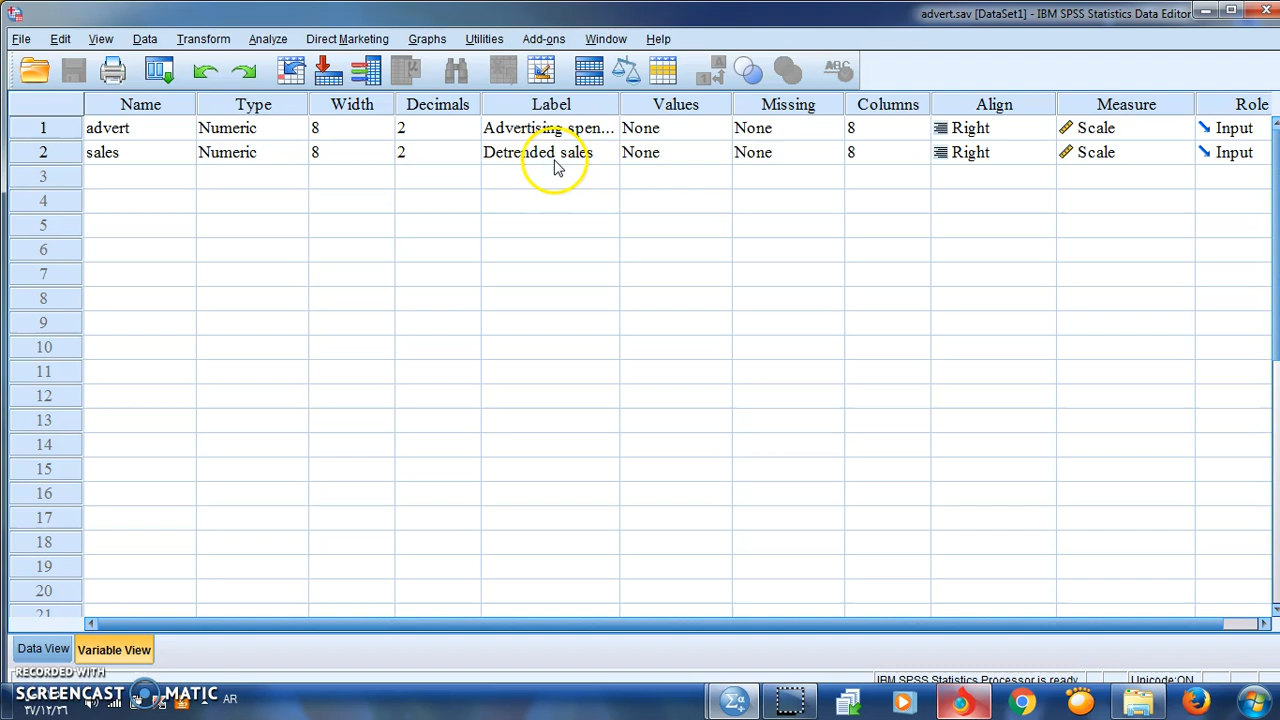 advert.sav [DataSet1] - IBM SPSS Statistics Data Editor
File Edit View Data Transform Analyze Direct Marketing Graphs Utilities Add-ons Window Help
Name Type Width Decimals Label Values Missing Columns Align Measure Role
1 advert Numeric 8 2 Advertising spen... None None 8 Right Scale Input
2 sales Numeric 8 2 Detrended sales None None 8 Right Scale Input
3
4
5
6
7
8
9
10
11
12
13
14
15
16
17
18
19
20
21
Data View Variable View
IBM SPSS Statistics Processor is ready Unicode:ON
RECORDED WITH
SCREENCAST MATIC
AR